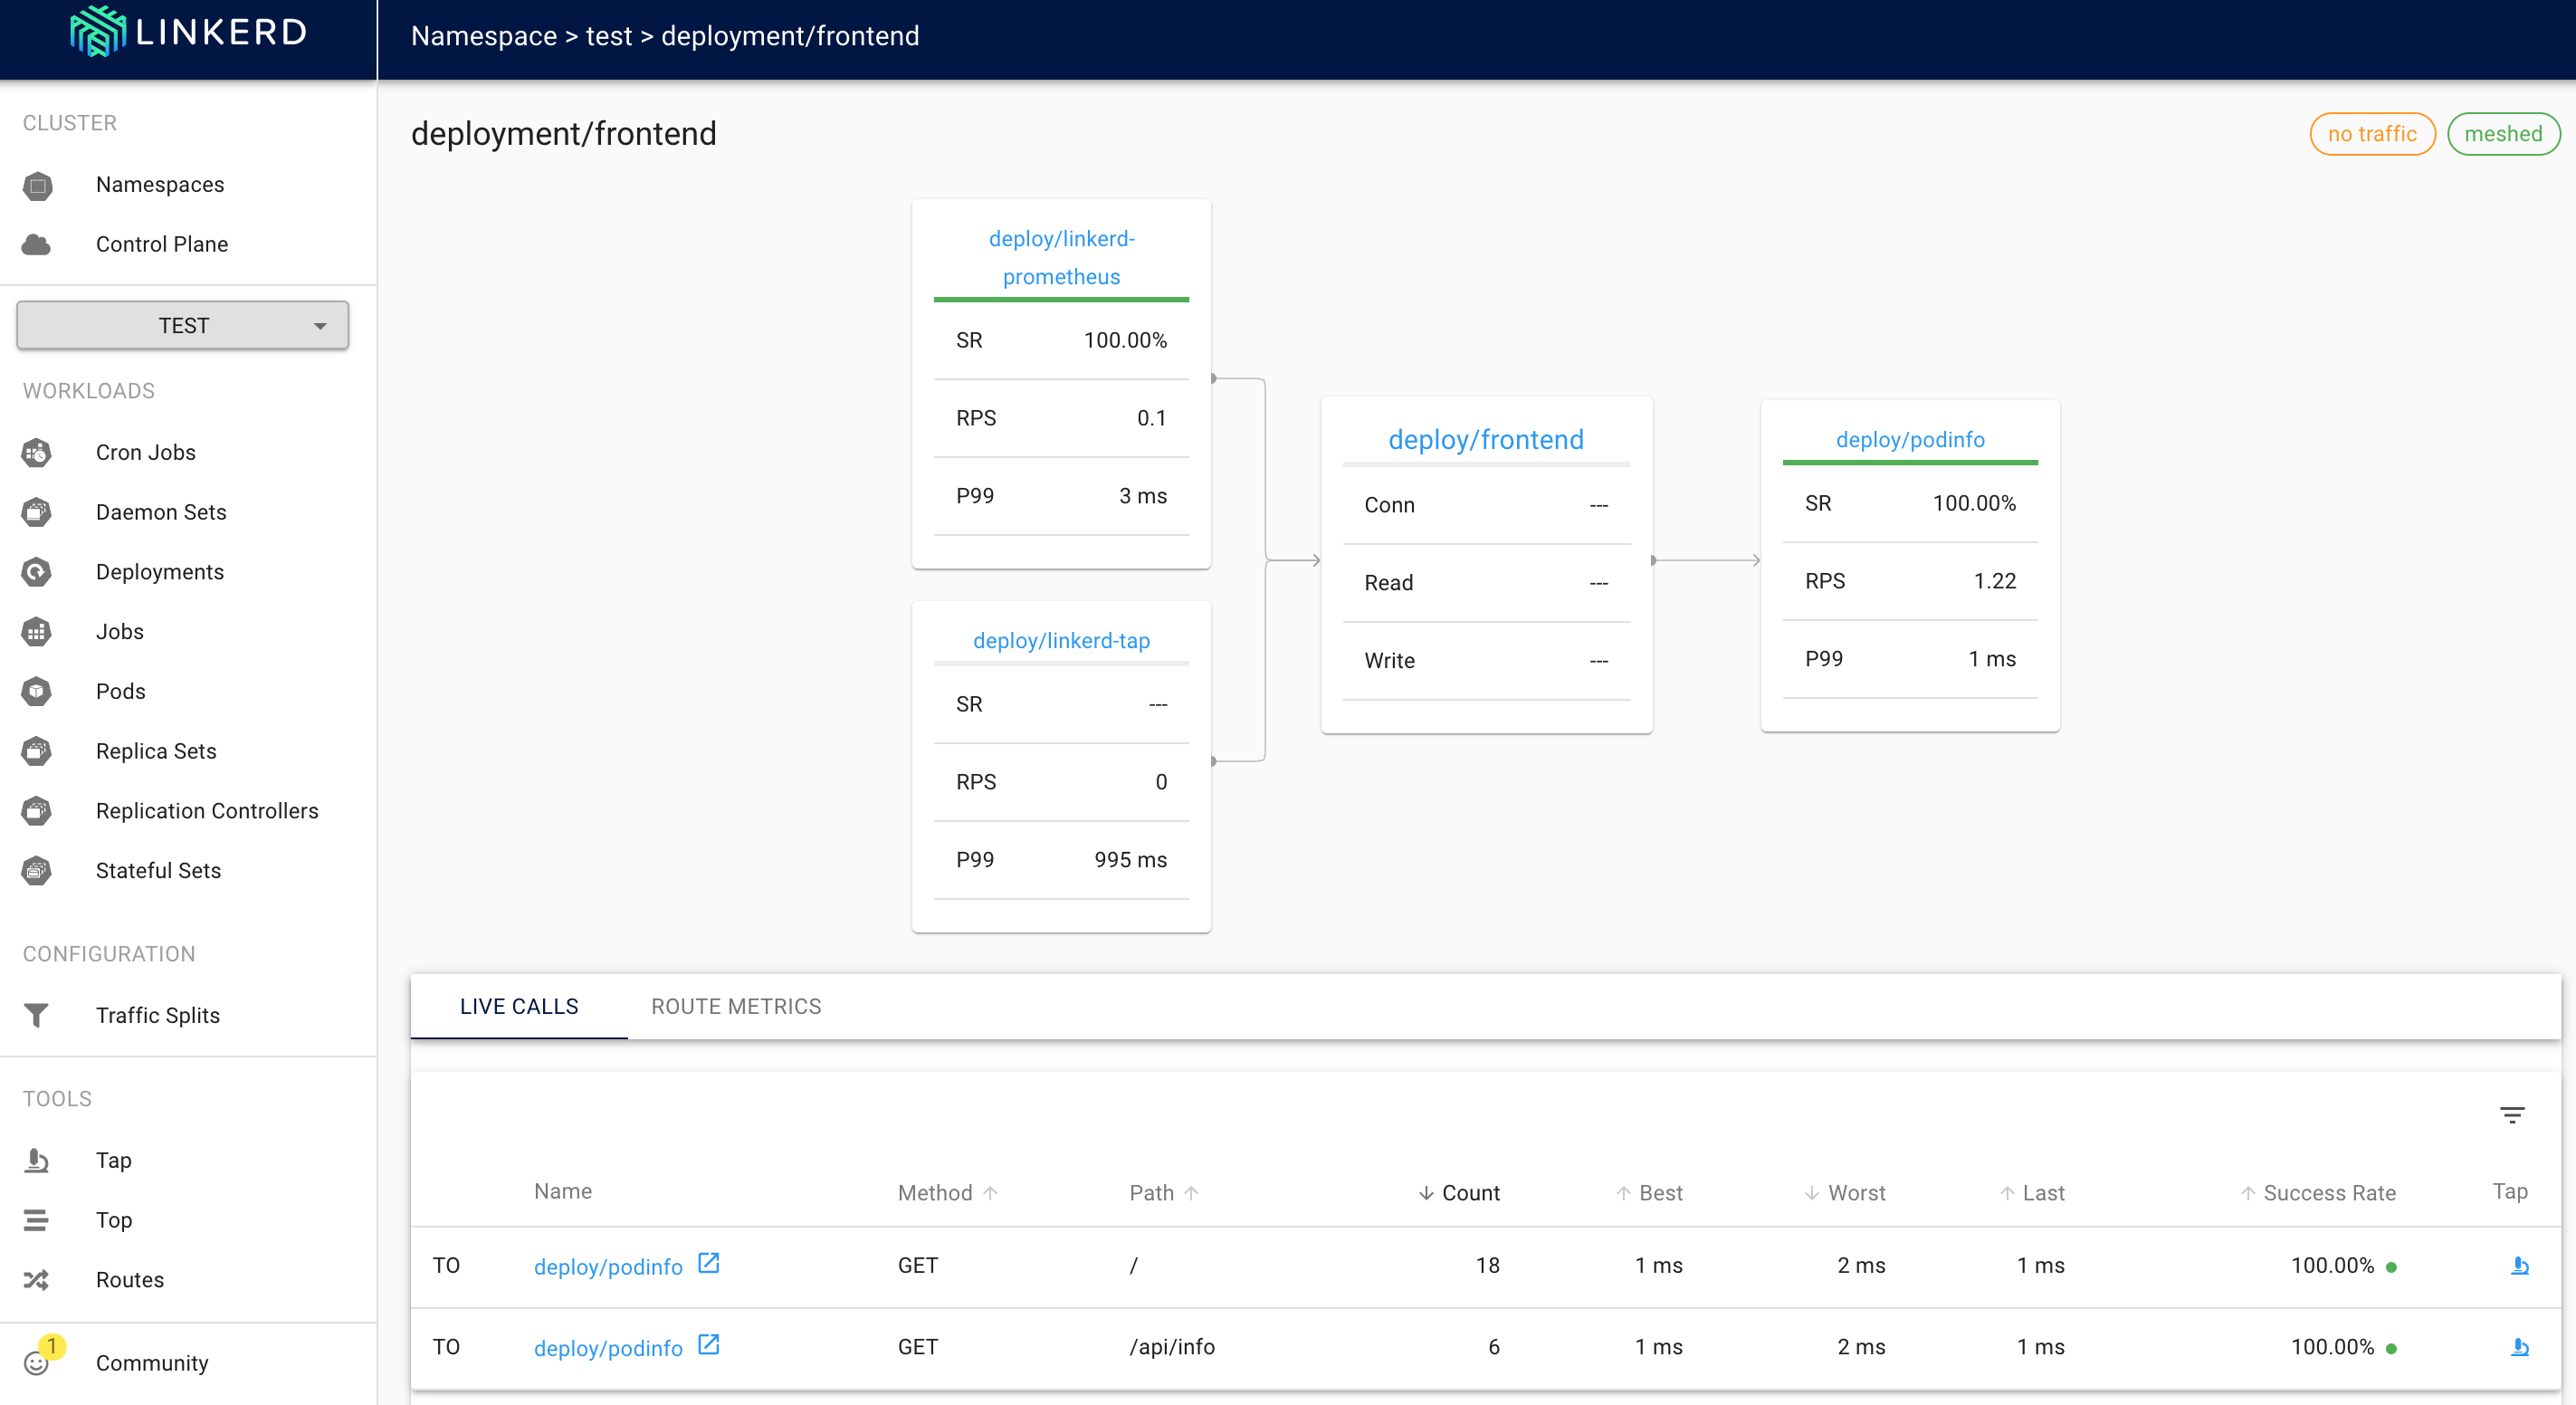 LINKERD
Namespace > test > deployment/frontend
CLUSTER
Namespaces
Control Plane
TEST
WORKLOADS
Cron Jobs
Daemon Sets
Deployments
Jobs
Pods
Replica Sets
Replication Controllers
Stateful Sets
CONFIGURATION
Traffic Splits
TOOLS
Tap
Top
Routes
1
Community
deployment/frontend
no traffic
meshed
deploy/linkerd-
prometheus
SR 100.00%
RPS 0.1
P99 3 ms
deploy/linkerd-tap
SR ---
RPS 0
P99 995 ms
deploy/frontend
Conn ---
Read ---
Write ---
deploy/podinfo
SR 100.00%
RPS 1.22
P99 1 ms
LIVE CALLS ROUTE METRICS
Name Method Path Count Best Worst Last Success Rate Tap
TO deploy/podinfo GET / 18 1 ms 2 ms 1 ms 100.00%
TO deploy/podinfo GET /api/info 6 1 ms 2 ms 1 ms 100.00%